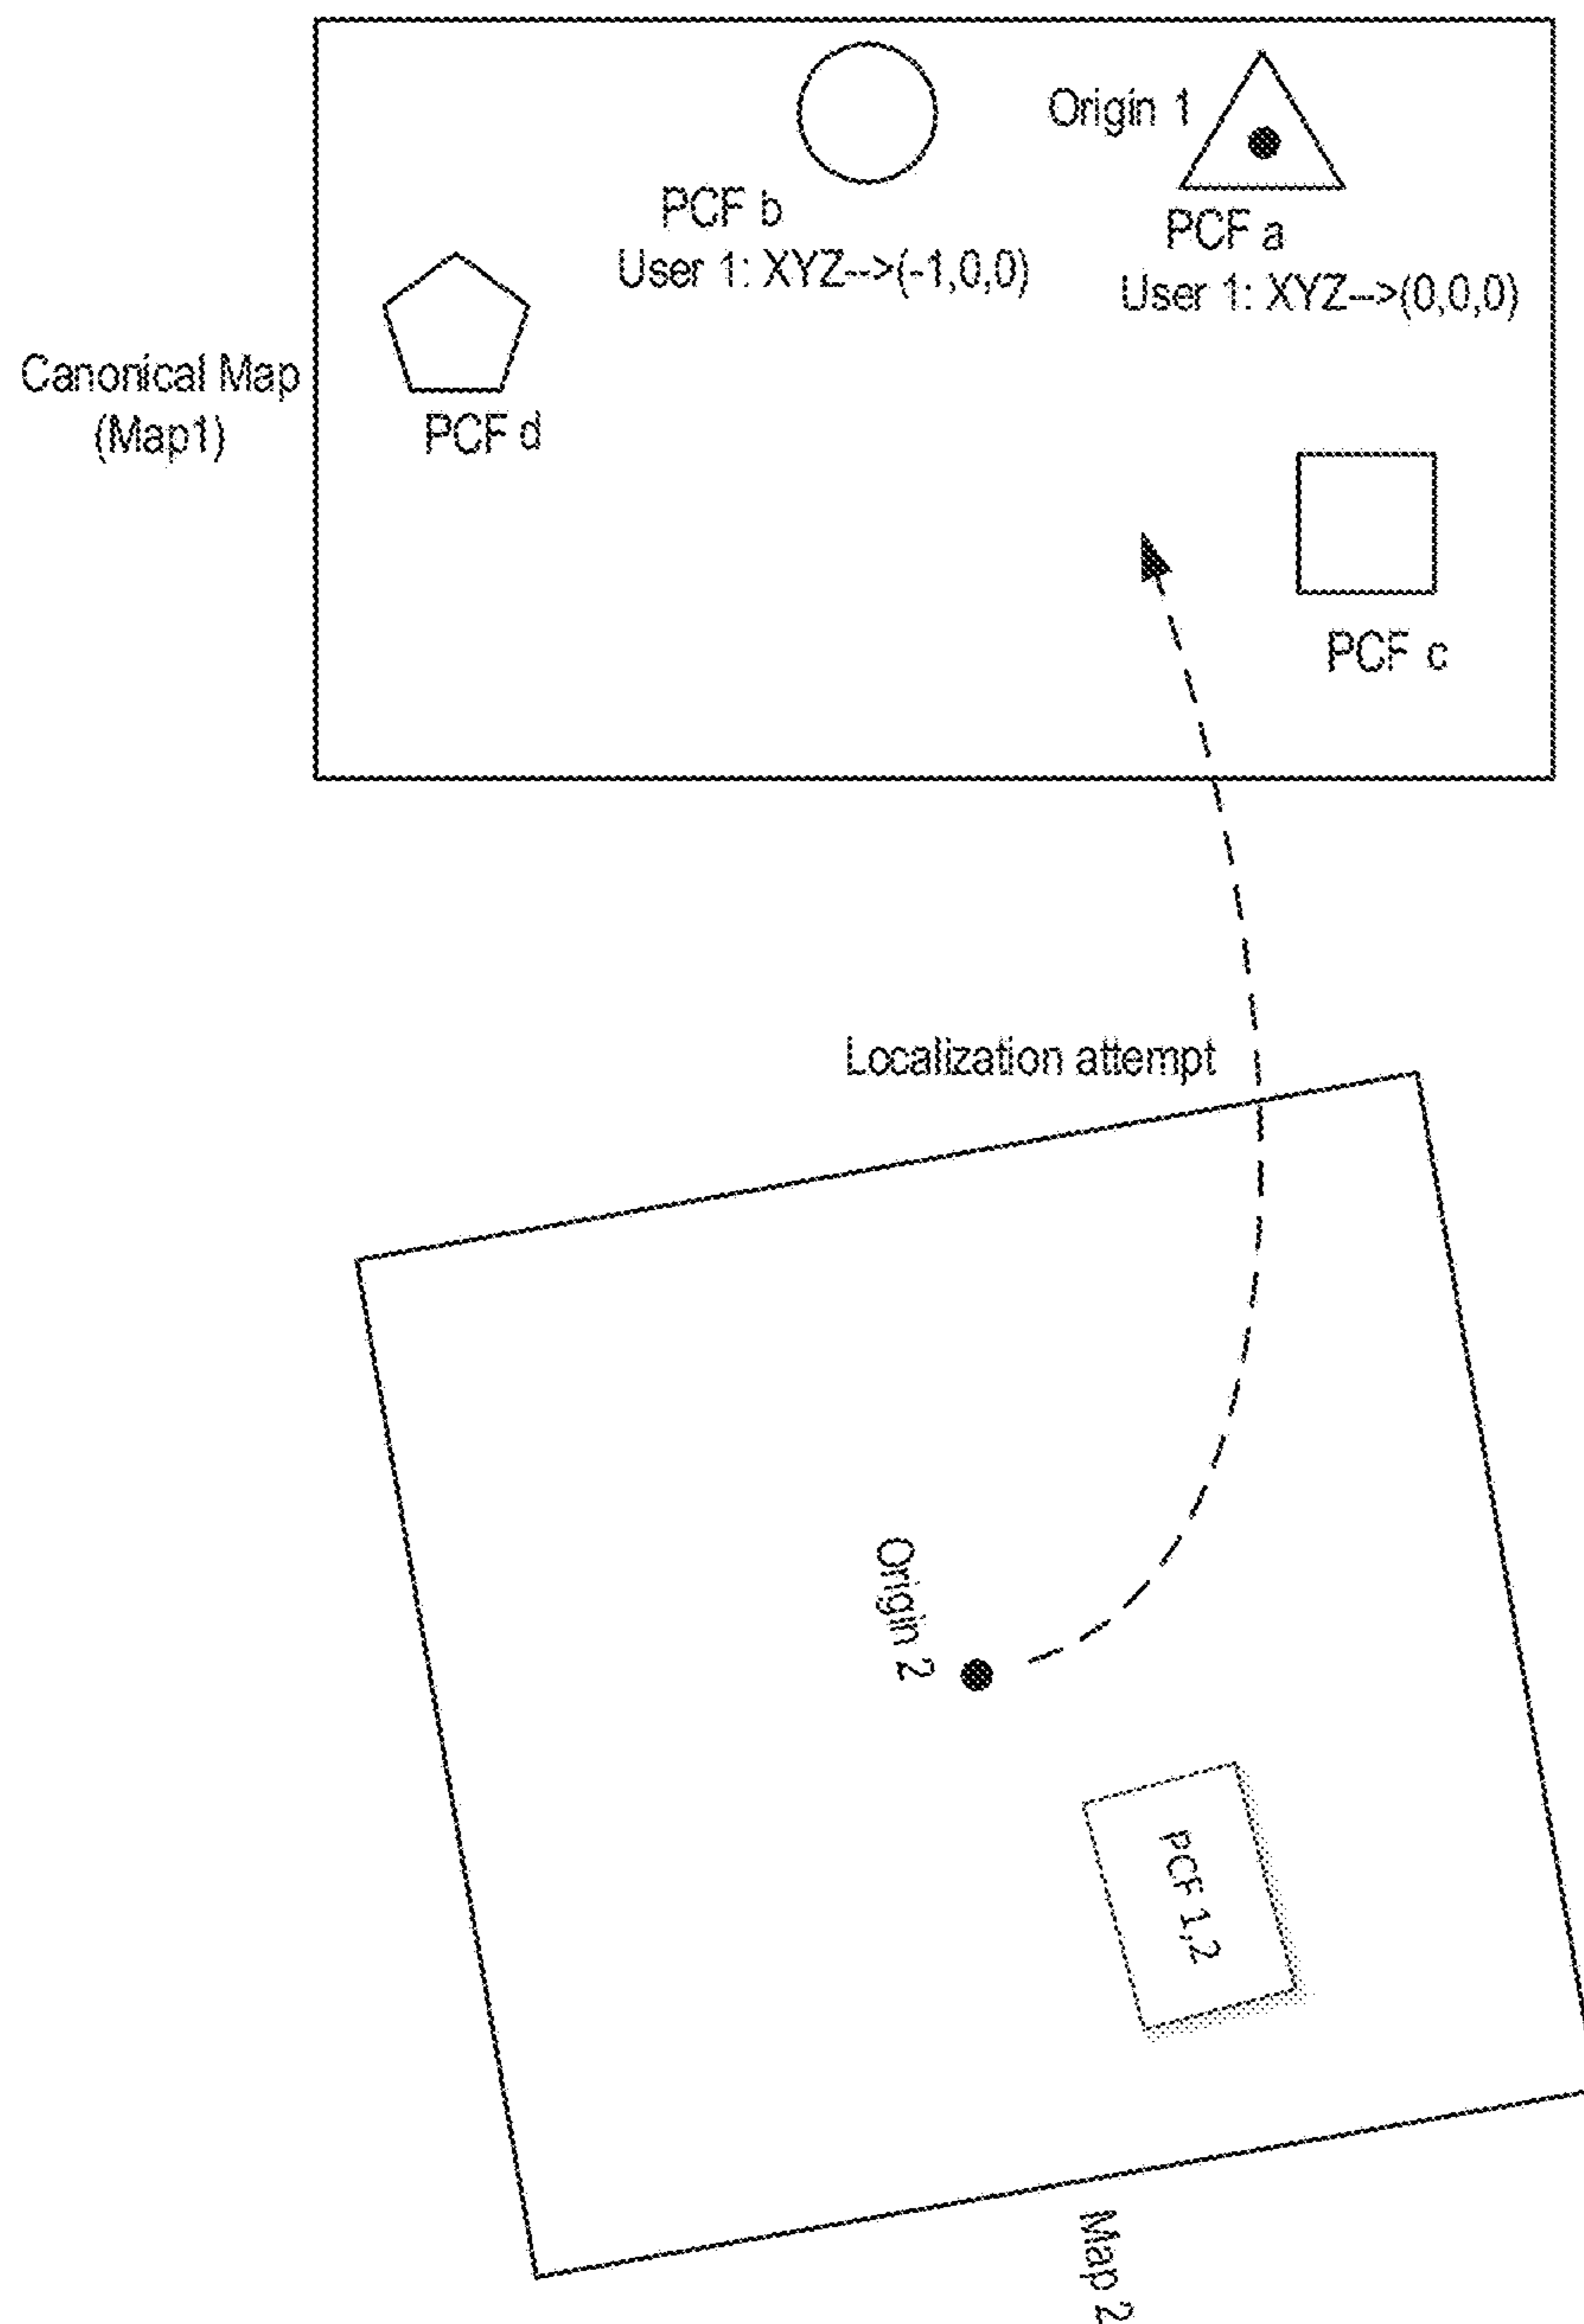 Origin 1
PCF b
User 1: XYZ-->(-1,0,0)
PCF a
User 1: XYZ-->(0,0,0)
Canonical Map
(Map1)
PCF d
PCF c
Localization attempt
Origin 2
PCF 1,2
Map 2